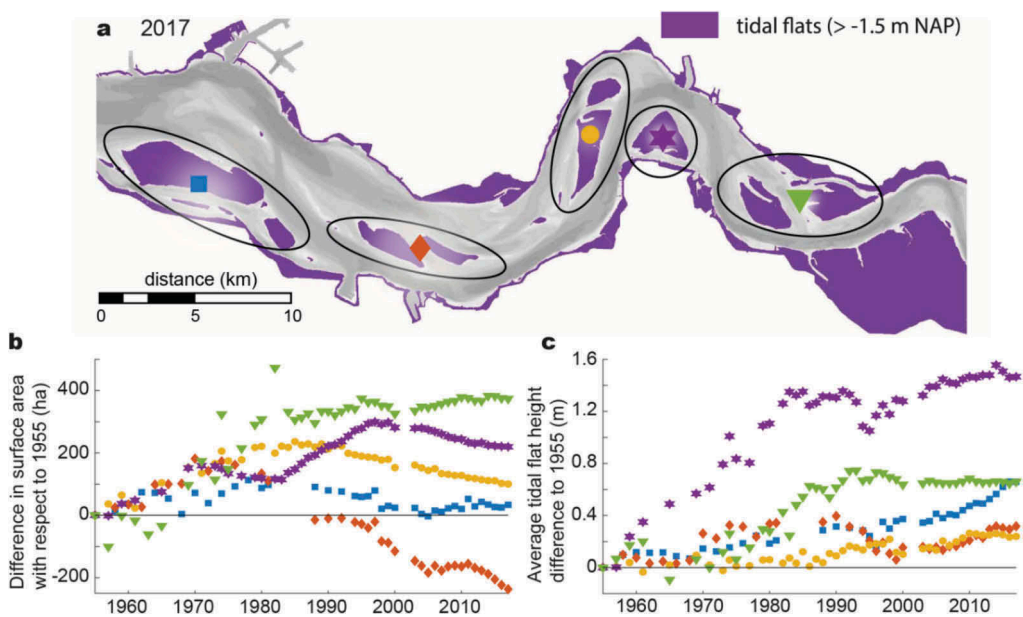 a 2017
tidal flats (> -1.5 m NAP)
distance (km)
0 5 10
b
Difference in surface area
with respect to 1955 (ha)
400
200
0
-200
1960 1970 1980 1990 2000 2010
c
Average tidal flat height
difference to 1955 (m)
1.6
1.2
0.8
0.4
0
1960 1970 1980 1990 2000 2010